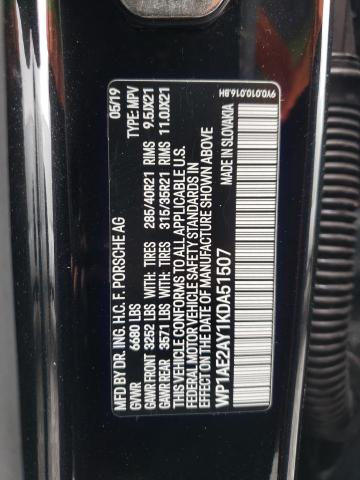 MFD BY DR. ING. H.C. F. PORSCHE AG 05/19
GVWR 6680 LBS TYPE: MPV
GAWR FRONT 3252 LBS WITH: TIRES 285/40R21 RIMS 9.5JX21
GAWR REAR 3571 LBS WITH: TIRES 315/35R21 RIMS 11.0JX21
THIS VEHICLE CONFORMS TO ALL APPLICABLE U.S.
FEDERAL MOTOR VEHICLE SAFETY STANDARDS
IN EFFECT ON THE DATE OF MANUFACTURE SHOWN ABOVE
WP1AE2AY1KDA51507 MADE IN SLOVAKIA
9Y0.010.016.BH